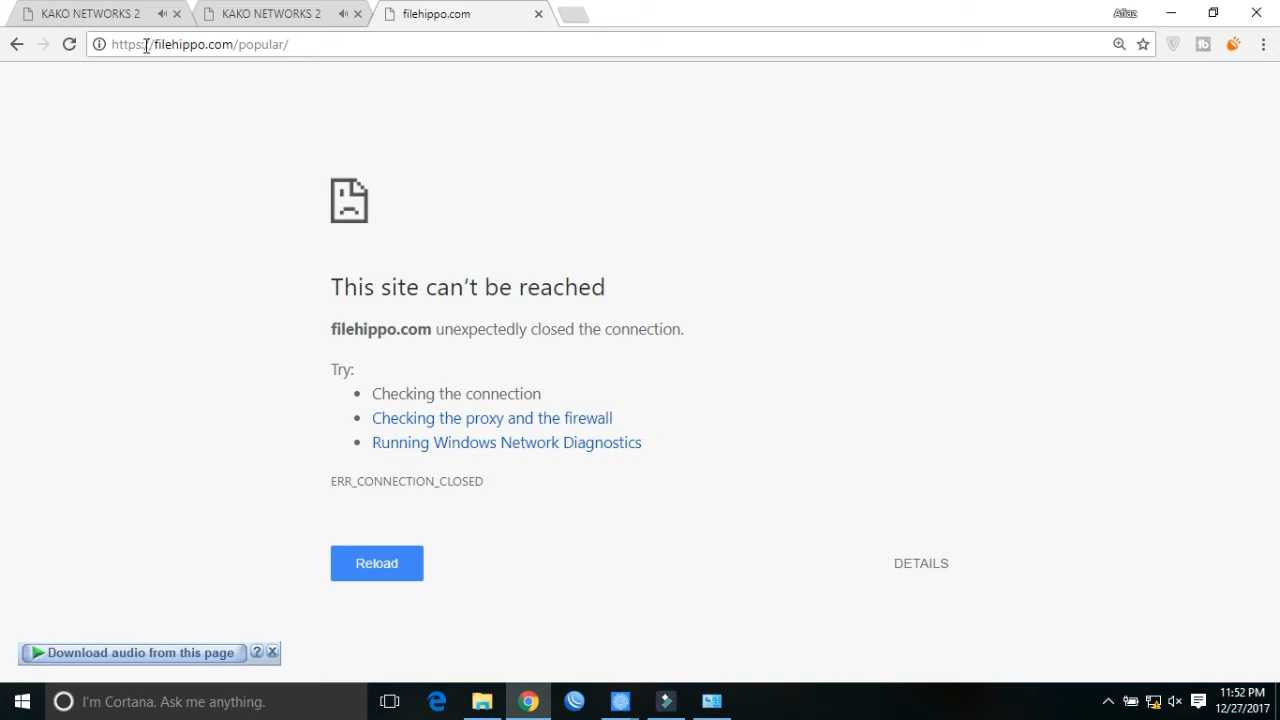 KAKO NETWORKS 2
KAKO NETWORKS 2
filehippo.com
Aflaz
https://filehippo.com/popular/
This site can’t be reached
filehippo.com unexpectedly closed the connection.
Try:
Checking the connection
Checking the proxy and the firewall
Running Windows Network Diagnostics
ERR_CONNECTION_CLOSED
Reload
DETAILS
Download audio from this page
I'm Cortana. Ask me anything.
11:52 PM
12/27/2017